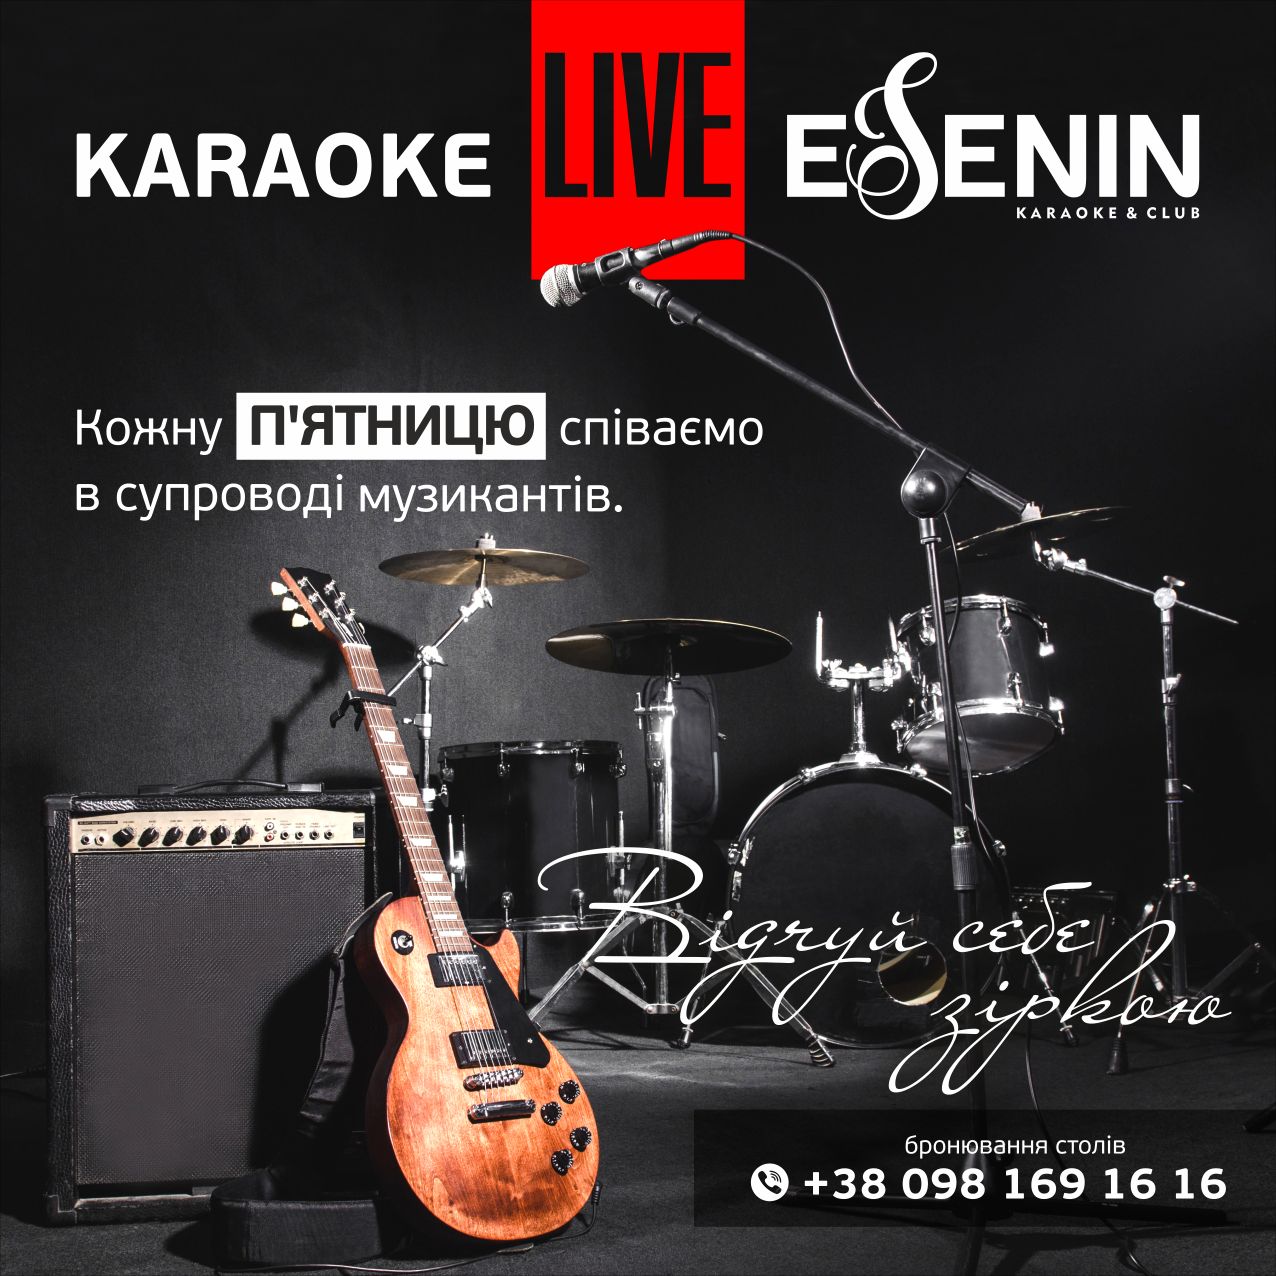 KARAOKE LIVE ESENIN
KARAOKE & CLUB
Кожну П'ЯТНИЦЮ співаємо
в супроводі музикантів.
Відчуй себе
зіркою
бронювання столів
+38 098 169 16 16